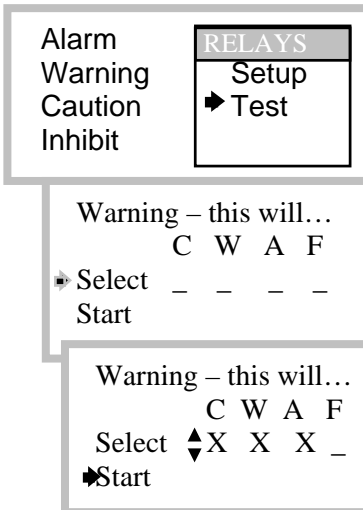 Alarm
Warning
Caution
Inhibit
RELAYS
Setup
Test
Warning – this will…
C W A F
Select _ _ _ _
Start
Warning – this will…
C W A F
Select X X X _
Start